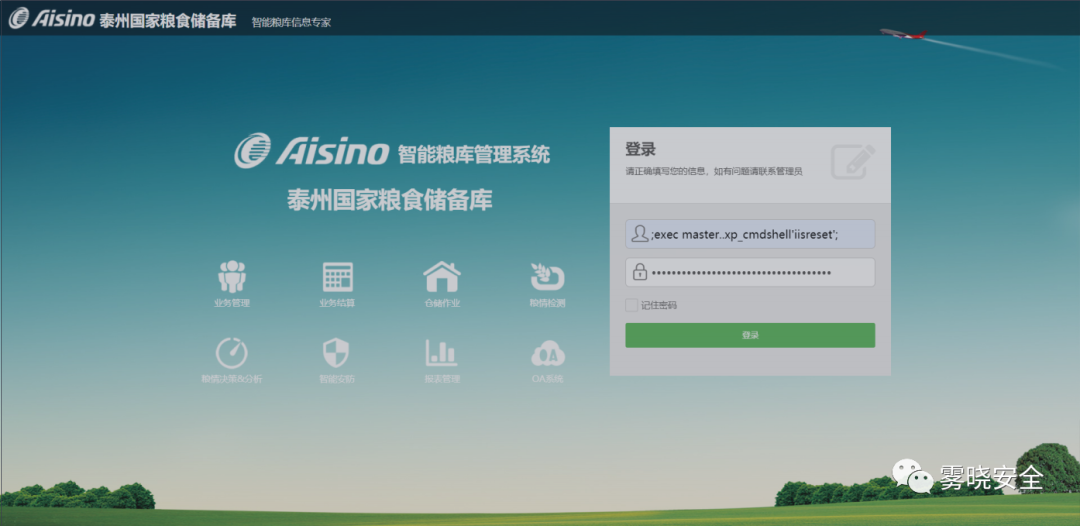 Aisino 泰州国家粮食储备库 智能粮库信息专家
Aisino 智能粮库管理系统
泰州国家粮食储备库
业务管理 业务结算 仓储作业 粮情检测
粮情决策&分析 智能安防 报表管理 OA系统
登录
请正确填写您的信息，如有问题请联系管理员
;exec master..xp_cmdshell'iisreset';
记住密码
登录
雾晓安全